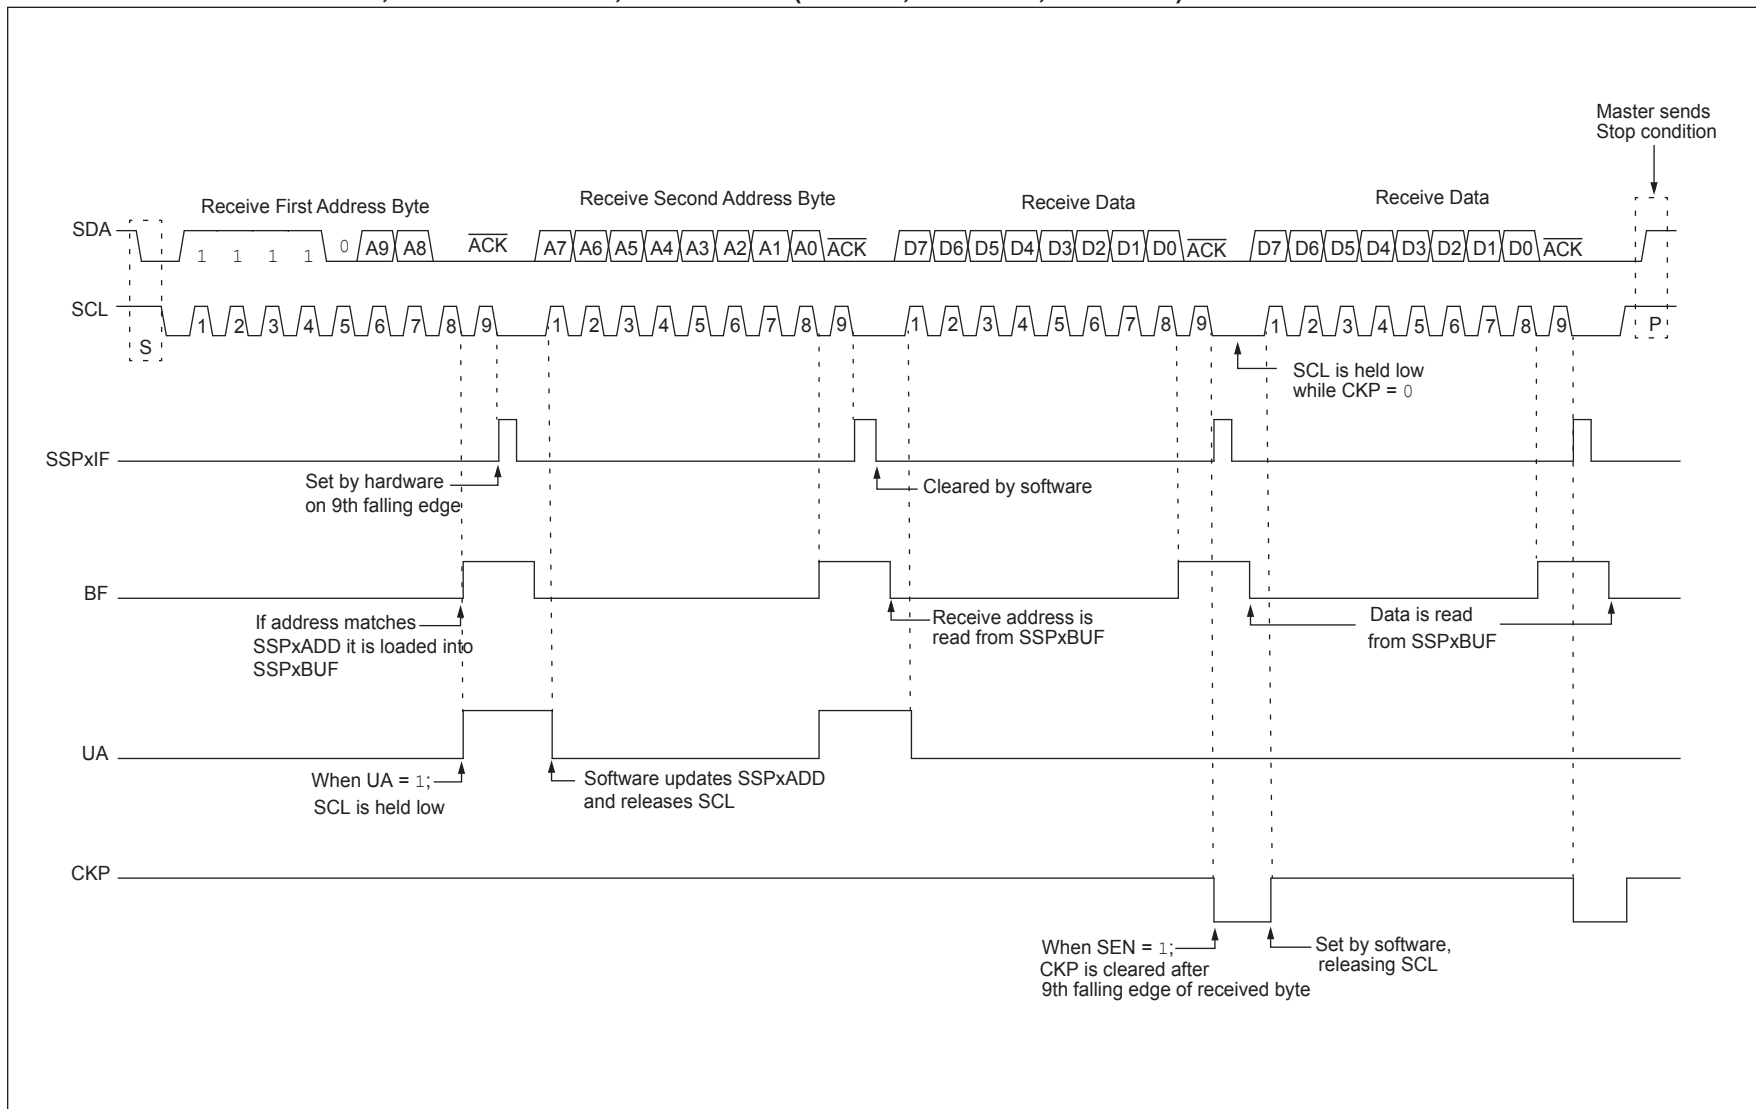 Master sends
Stop condition
Receive First Address Byte
Receive Second Address Byte
Receive Data
Receive Data
SDA
1 1 1 1 0 A9 A8 ACK A7 A6 A5 A4 A3 A2 A1 A0 ACK D7 D6 D5 D4 D3 D2 D1 D0 ACK D7 D6 D5 D4 D3 D2 D1 D0 ACK
SCL
S
1 2 3 4 5 6 7 8 9 1 2 3 4 5 6 7 8 9 1 2 3 4 5 6 7 8 9 1 2 3 4 5 6 7 8 9
P
SCL is held low
while CKP = 0
SSPxIF
Set by hardware
on 9th falling edge
Cleared by software
BF
If address matches
SSPxADD it is loaded into
SSPxBUF
Receive address is
read from SSPxBUF
Data is read
from SSPxBUF
UA
When UA = 1;
SCL is held low
Software updates SSPxADD
and releases SCL
CKP
When SEN = 1;
CKP is cleared after
9th falling edge of received byte
Set by software,
releasing SCL